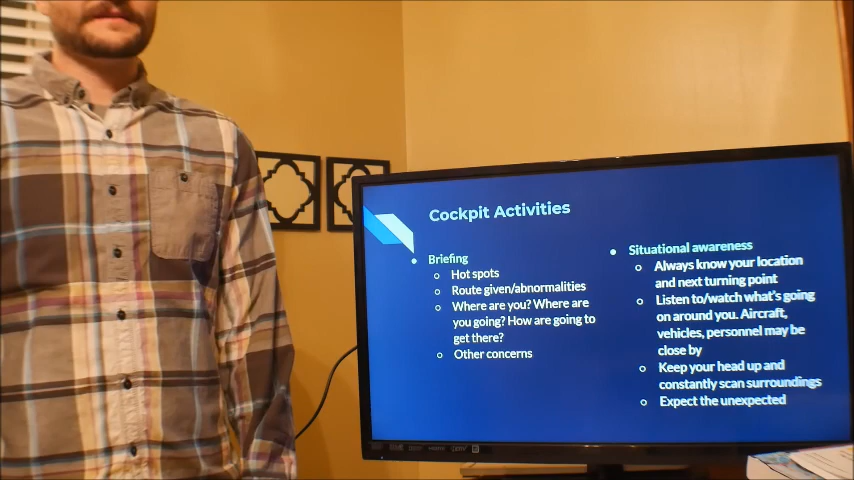 Cockpit Activities
● Briefing
○ Hot spots
○ Route given/abnormalities
○ Where are you? Where are
you going? How are going to
get there?
○ Other concerns
● Situational awareness
○ Always know your location
and next turning point
○ Listen to/watch what's going
on around you. Aircraft,
vehicles, personnel may be
close by
○ Keep your head up and
constantly scan surroundings
○ Expect the unexpected